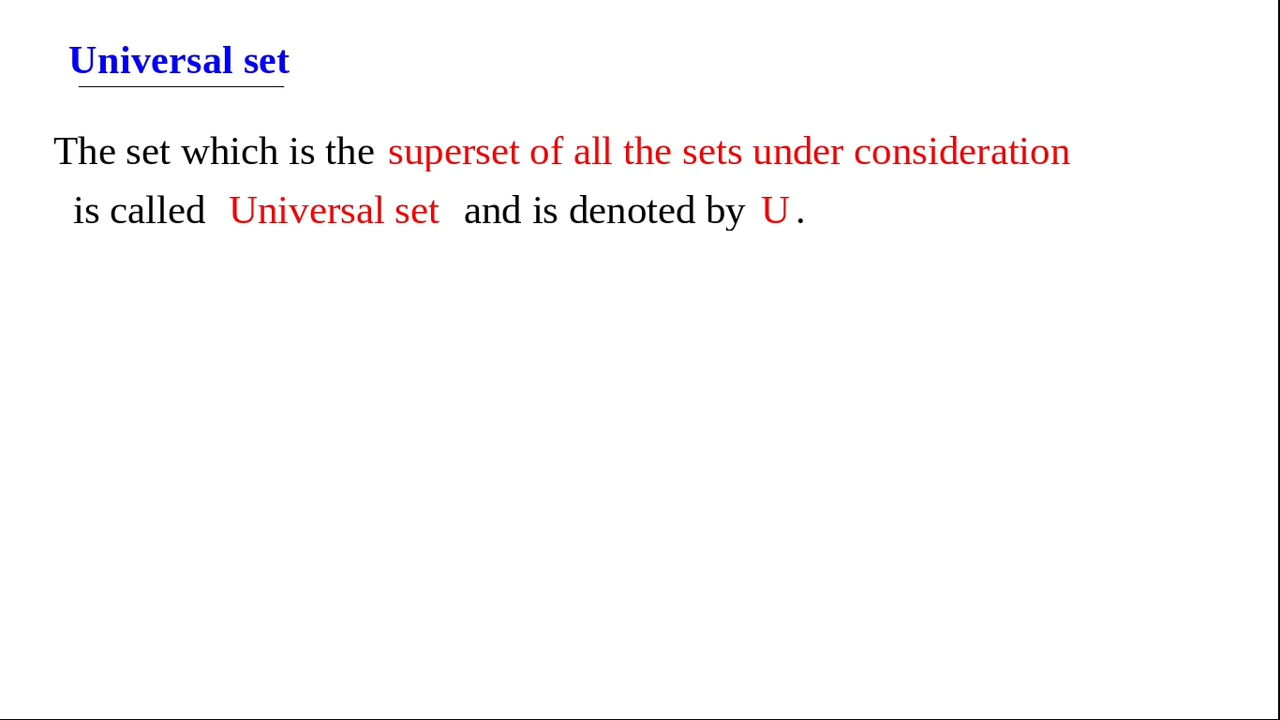 Universal set
The set which is the superset of all the sets under consideration
is called Universal set and is denoted by U .